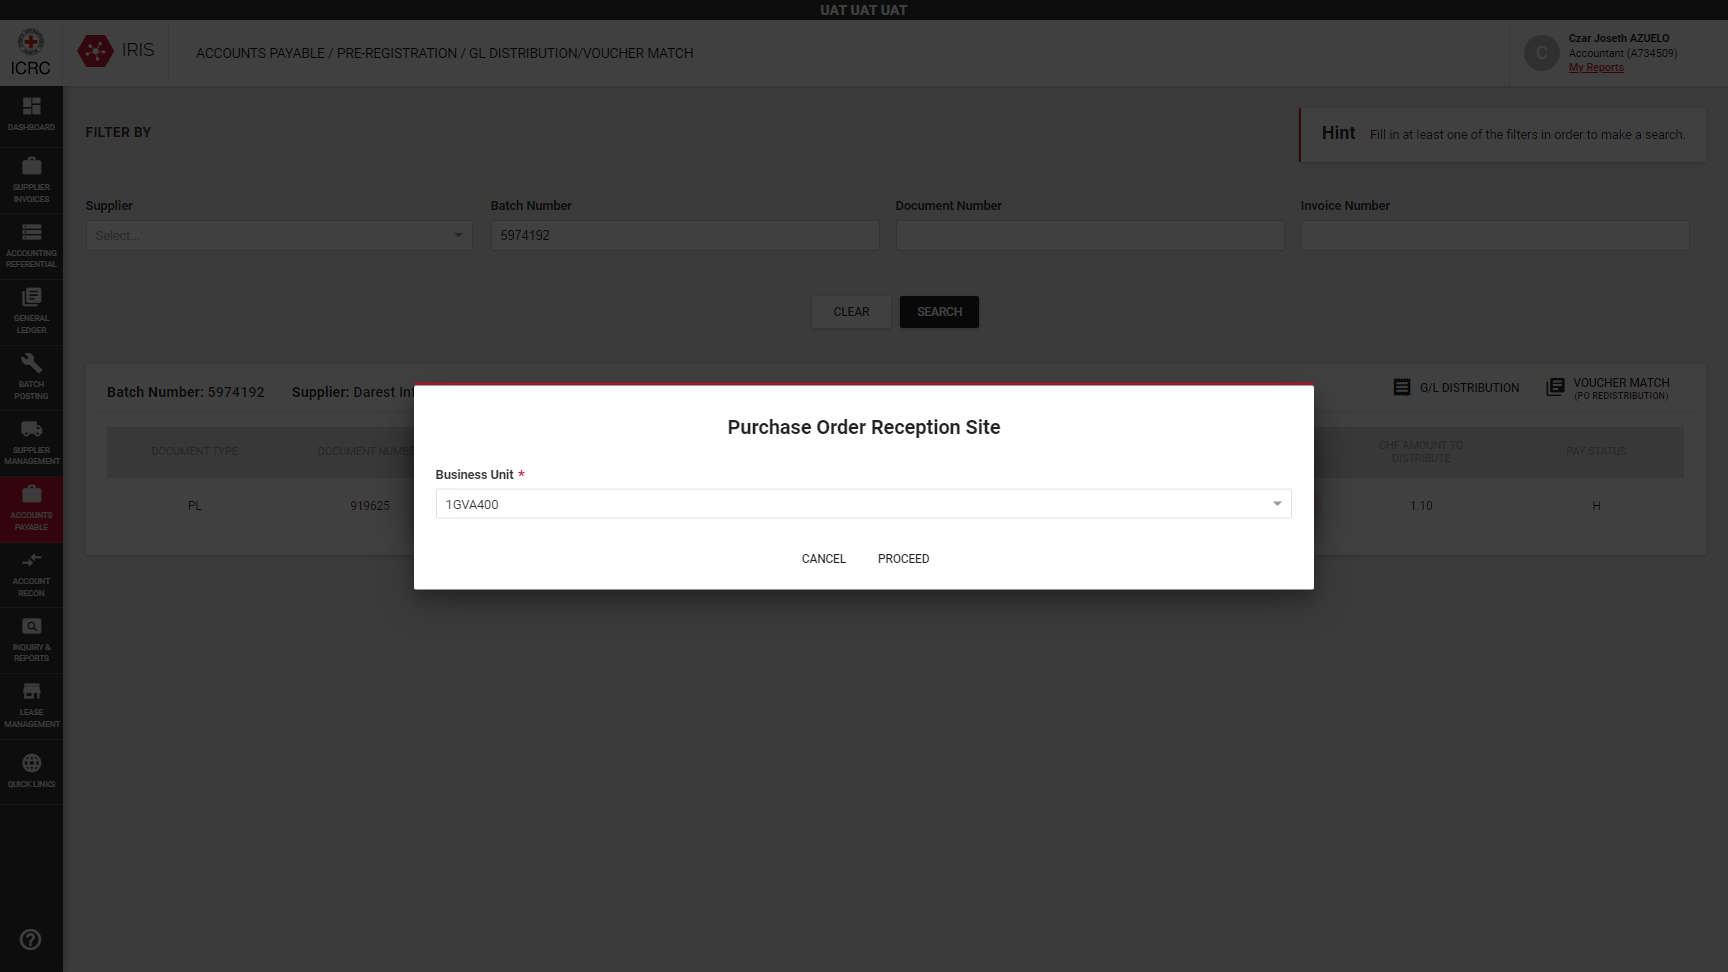 UAT UAT UAT
ICRC
IRIS
ACCOUNTS PAYABLE / PRE-REGISTRATION / GL DISTRIBUTION/VOUCHER MATCH
C
Czar Joseth AZUELO
Accountant (A734509)
My Reports
DASHBOARD
SUPPLIER
INVOICES
ACCOUNTING
REFERENTIAL
GENERAL
LEDGER
BATCH
POSTING
SUPPLIER
MANAGEMENT
ACCOUNTS
PAYABLE
ACCOUNT
RECON
INQUIRY &
REPORTS
LEASE
MANAGEMENT
QUICK LINKS
FILTER BY
Hint Fill in at least one of the filters in order to make a search.
Supplier
Batch Number
Document Number
Invoice Number
Select...
5974192
CLEAR
SEARCH
Batch Number: 5974192 Supplier: Darest
G/L DISTRIBUTION
VOUCHER MATCH
(PO REDISTRIBUTION)
DOCUMENT TYPE
DOCUMENT
CHF AMOUNT TO
DISTRIBUTE
PAY STATUS
PL
919625
1.10
H
Purchase Order Reception Site
Business Unit *
1GVA400
CANCEL
PROCEED